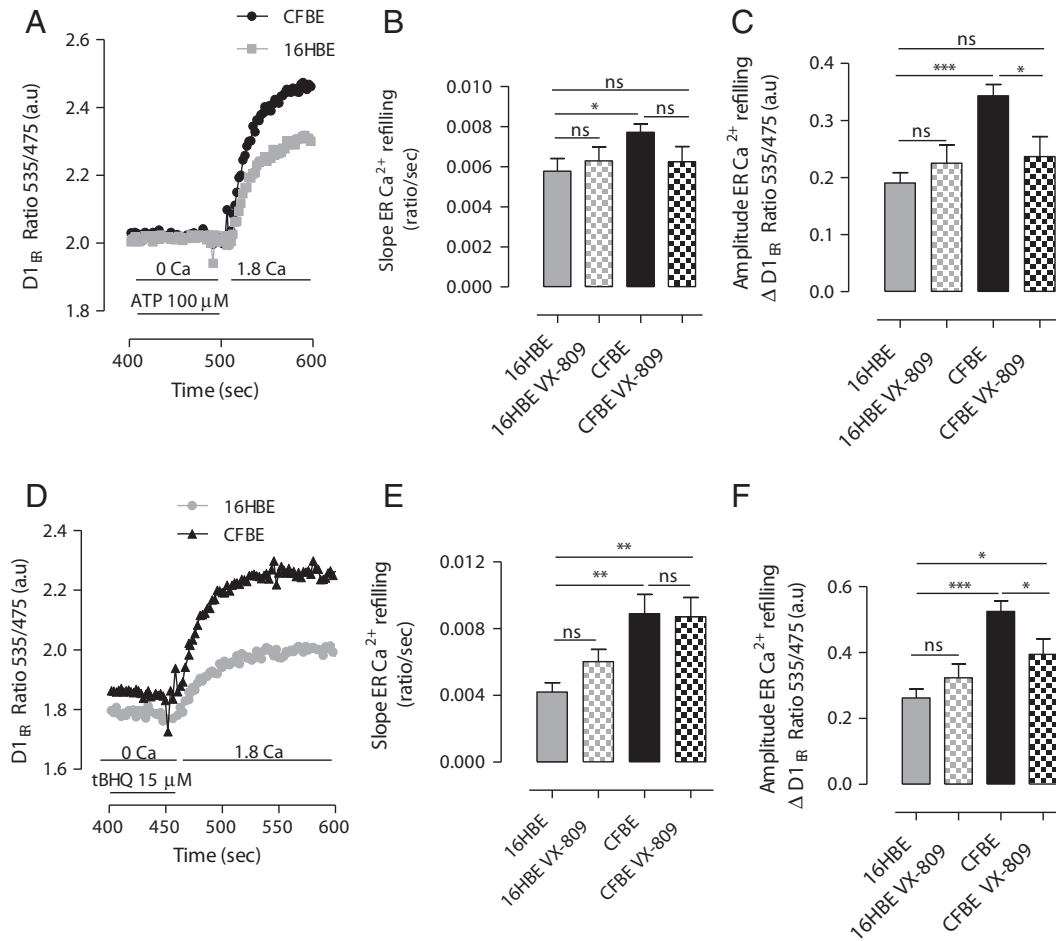 A
CFBE
16HBE
2.6
2.4
2.2
2.0
1.8
D1ER Ratio 535/475 (a.u)
0 Ca
1.8 Ca
ATP 100 μM
400
500
600
Time (sec)
B
0.010
0.008
0.006
0.004
0.002
0.000
Slope ER Ca2+ refilling
(ratio/sec)
ns
*
ns
ns
16HBE
16HBE VX-809
CFBE
CFBE VX-809
C
0.4
0.3
0.2
0.1
0.0
Amplitude ER Ca2+ refilling
Δ D1ER Ratio 535/475 (a.u)
ns
***
*
ns
16HBE
16HBE VX-809
CFBE
CFBE VX-809
D
16HBE
CFBE
2.4
2.2
2.0
1.8
1.6
D1ER Ratio 535/475 (a.u)
0 Ca
1.8 Ca
tBHQ 15 μM
400
450
500
550
600
Time (sec)
E
0.012
0.008
0.004
0.000
Slope ER Ca2+ refilling
(ratio/sec)
**
**
ns
ns
16HBE
16HBE VX-809
CFBE
CFBE VX-809
F
0.6
0.4
0.2
0.0
Amplitude ER Ca2+ refilling
Δ D1ER Ratio 535/475 (a.u)
*
***
*
ns
16HBE
16HBE VX-809
CFBE
CFBE VX-809